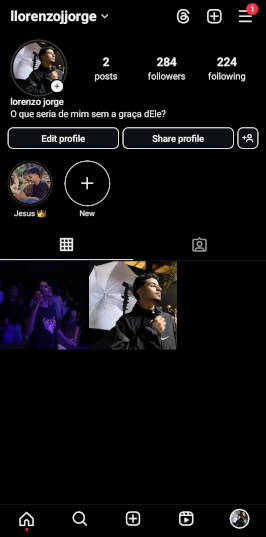 llorenzojjorge
1
2
284
224
posts
followers
following
lorenzo jorge
O que seria de mim sem a graça dEle?
Edit profile
Share profile
Jesus 👑
New